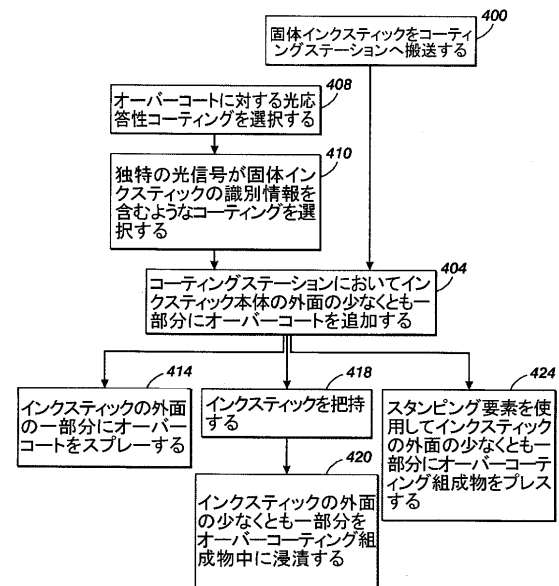 400
固体インクスティックをコーティ
ングステーションへ搬送する
408
オーバーコートに対する光応
答性コーティングを選択する
410
独特の光信号が固体イン
クスティックの識別情報を
含むようなコーティングを選
択する
404
コーティングステーションにおいてイン
クスティック本体の外面の少なくとも一
部分にオーバーコートを追加する
414
インクスティックの外面
の一部分にオーバー
コートをスプレーする
418
インクスティックを把持
する
424
スタンピング要素を使
用してインクスティック
の外面の少なくとも一
部分にオーバーコーティ
ング組成物をプレス
する
420
インクスティックの外面
の少なくとも一部分を
オーバーコーティング組
成物中に浸漬する